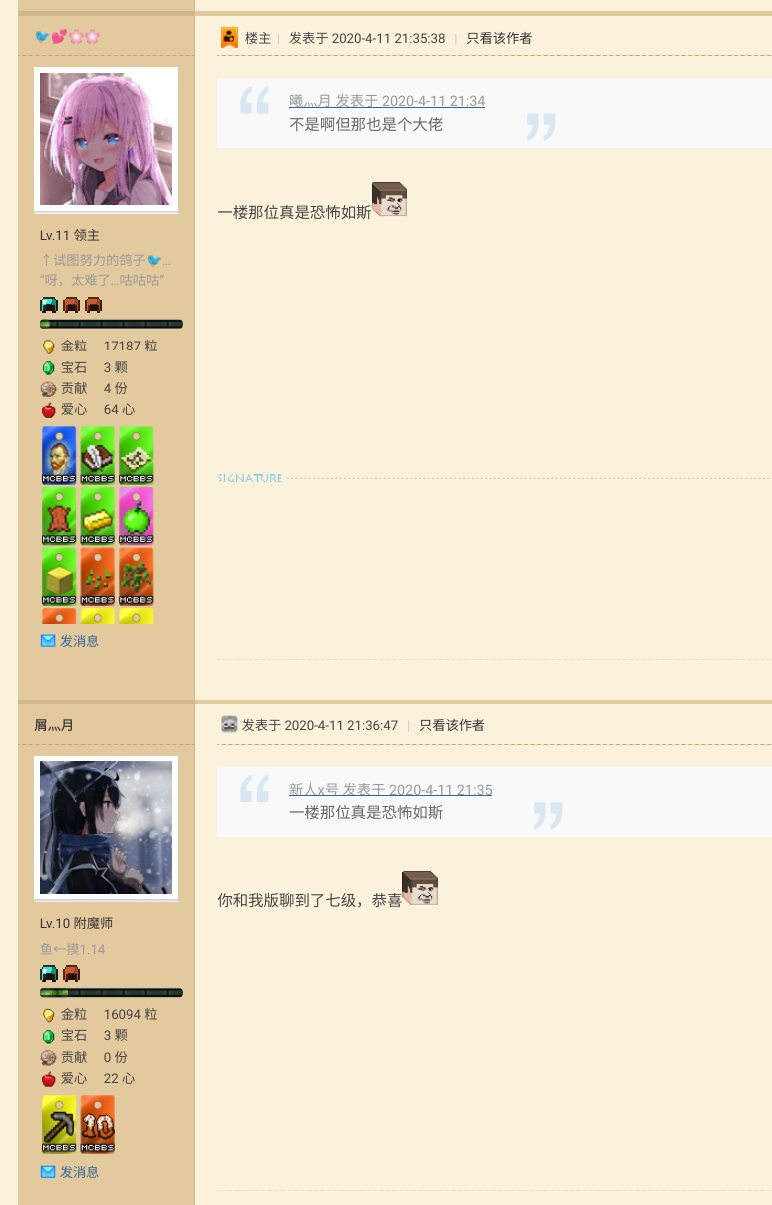 🐦💕🌸🌸
楼主 | 发表于 2020-4-11 21:35:38 | 只看该作者
曦灬月 发表于 2020-4-11 21:34
不是啊但那也是个大佬
一楼那位真是恐怖如斯
Lv.11 领主
↑试图努力的鸽子🐦...
“呀，太难了...咕咕咕”
金粒 17187 粒
宝石 3 颗
贡献 4 份
爱心 64 心
MCBBS MCBBS MCBBS
MCBBS MCBBS MCBBS
MCBBS MCBBS MCBBS
SIGNATURE
发消息
屑灬月
发表于 2020-4-11 21:36:47 | 只看该作者
新人x号 发表于 2020-4-11 21:35
一楼那位真是恐怖如斯
你和我版聊到了七级，恭喜
Lv.10 附魔师
鱼←摸1.14
金粒 16094 粒
宝石 3 颗
贡献 0 份
爱心 22 心
10
MCBBS MCBBS
发消息